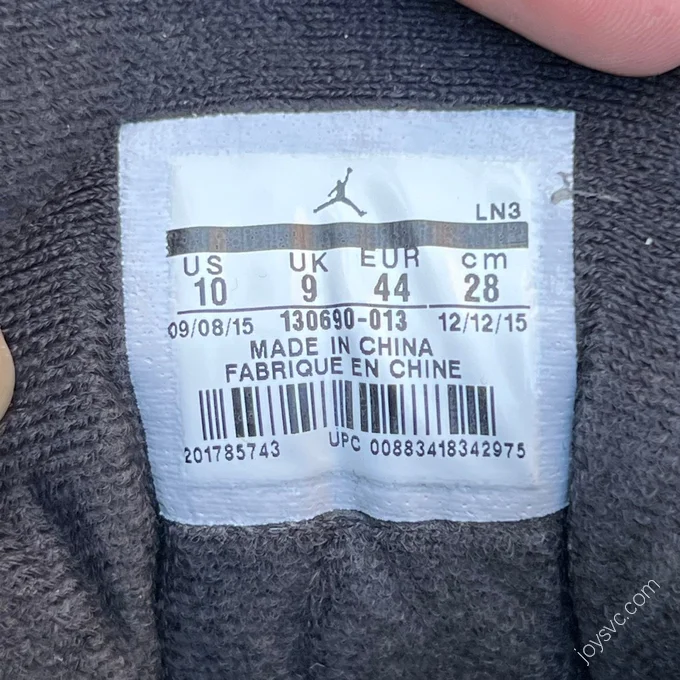 LN3
US UK EUR cm
10 9 44 28
09/08/15 130690-013 12/12/15
MADE IN CHINA
FABRIQUE EN CHINE
201785743 UPC 00883418342975
joysvc.com